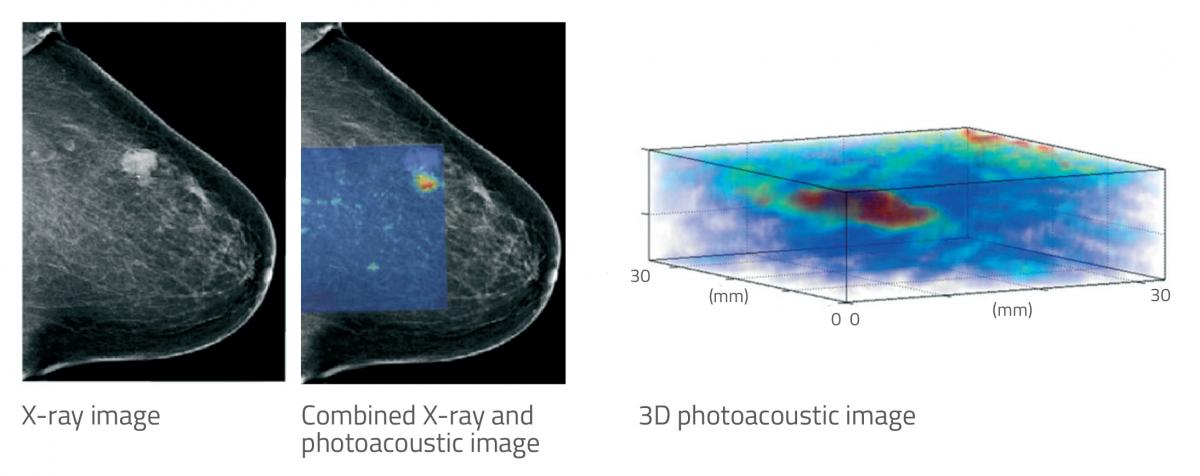 30
(mm)
0 0
(mm)
30
X-ray image
Combined X-ray and
photoacoustic image
3D photoacoustic image